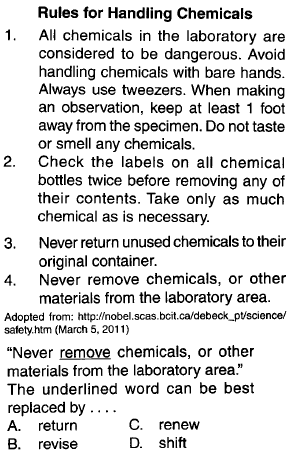 Rules for Handling Chemicals
1. All chemicals in the laboratory are
considered to be dangerous. Avoid
handling chemicals with bare hands.
Always use tweezers. When making
an observation, keep at least 1 foot
away from the specimen. Do not taste
or smell any chemicals.
2. Check the labels on all chemical
bottles twice before removing any of
their contents. Take only as much
chemical as is necessary.
3. Never return unused chemicals to their
original container.
4. Never remove chemicals, or other
materials from the laboratory area.
Adopted from: http://nobel.scas.bcit.ca/debeck_pt/science/
safety.htm (March 5, 2011)
“Never remove chemicals, or other
materials from the laboratory area.”
The underlined word can be best
replaced by . . . .
A. return C. renew
B. revise D. shift